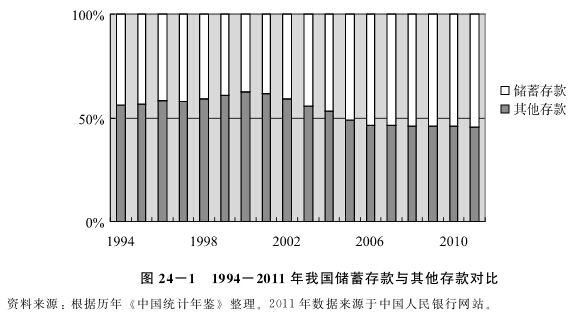 100%
50%
0%
1994 1998 2002 2006 2010
储蓄存款
其他存款
图 24-1 1994-2011 年我国储蓄存款与其他存款对比
资料来源：根据历年《中国统计年鉴》整理。2011 年数据来源于中国人民银行网站。